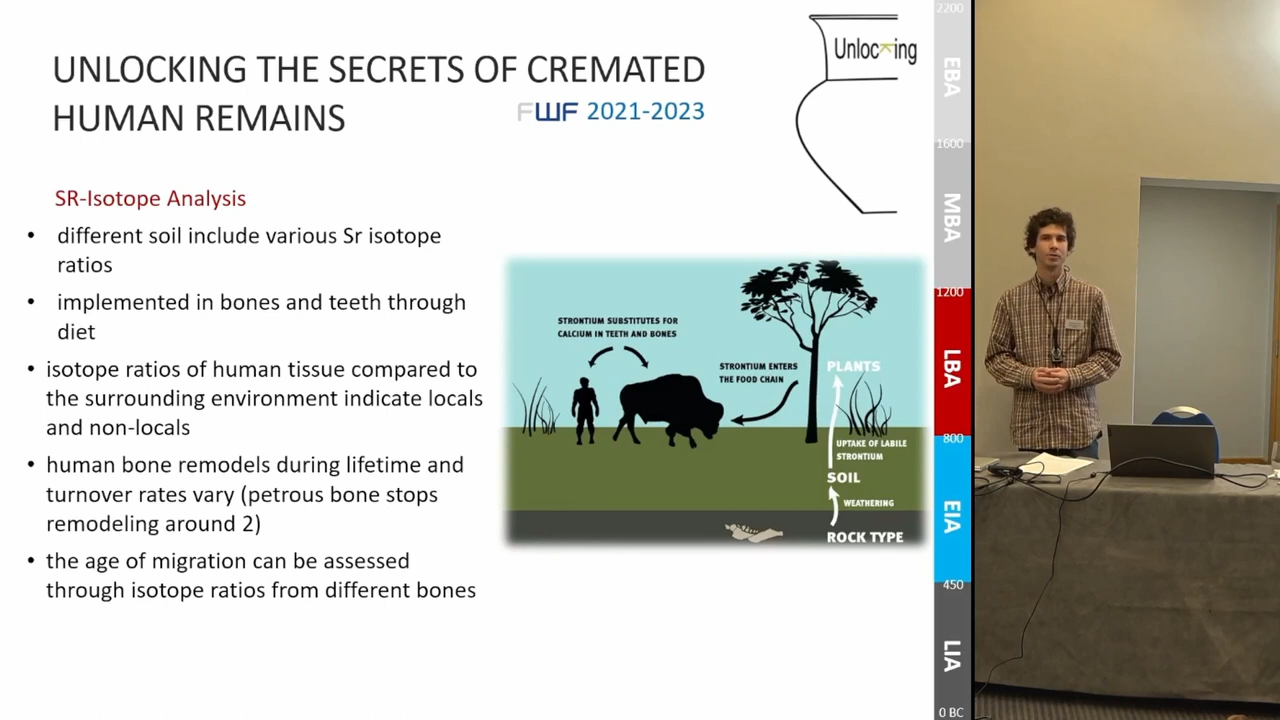 UNLOCKING THE SECRETS OF CREMATED
HUMAN REMAINS
FWF 2021-2023
Unlocking
SR-Isotope Analysis
• different soil include various Sr isotope
ratios
• implemented in bones and teeth through
diet
• isotope ratios of human tissue compared to
the surrounding environment indicate locals
and non-locals
• human bone remodels during lifetime and
turnover rates vary (petrous bone stops
remodeling around 2)
• the age of migration can be assessed
through isotope ratios from different bones
STRONTIUM SUBSTITUTES FOR
CALCIUM IN TEETH AND BONES
STRONTIUM ENTERS
THE FOOD CHAIN
PLANTS
UPTAKE OF LABILE
STRONTIUM
SOIL
WEATHERING
ROCK TYPE
2200
EBA
1600
MBA
1200
LBA
800
EIA
450
LIA
0 BC